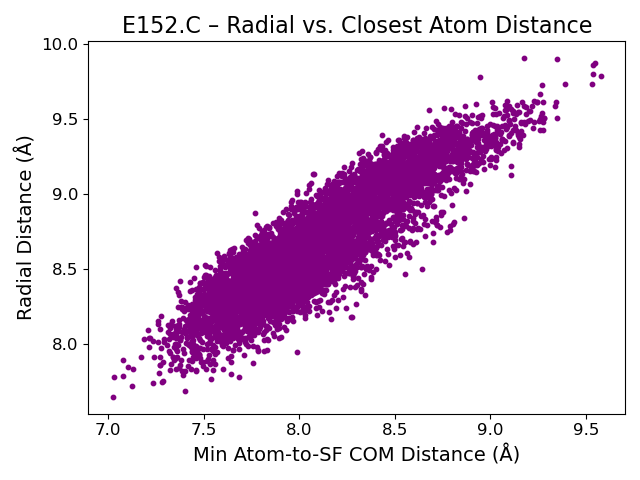 E152.C – Radial vs. Closest Atom Distance
10.0
9.5
9.0
8.5
8.0
Radial Distance (Å)
7.0 7.5 8.0 8.5 9.0 9.5
Min Atom-to-SF COM Distance (Å)